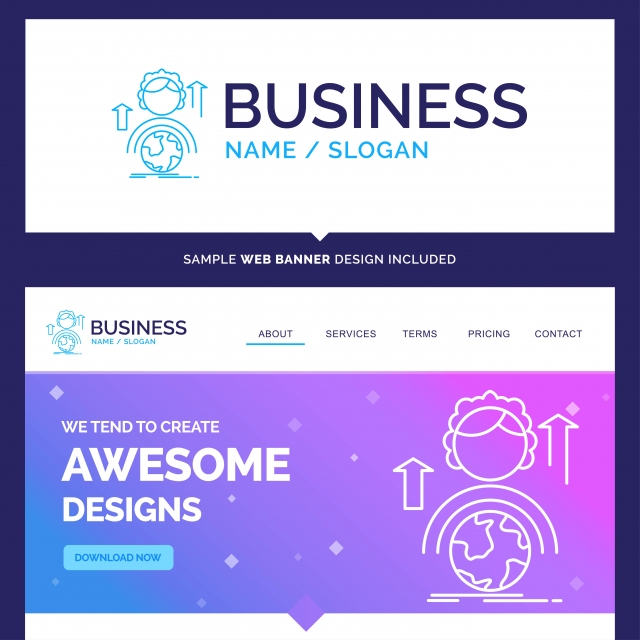 BUSINESS
NAME / SLOGAN
SAMPLE WEB BANNER DESIGN INCLUDED
BUSINESS
NAME / SLOGAN
ABOUT SERVICES TERMS PRICING CONTACT
WE TEND TO CREATE
AWESOME
DESIGNS
DOWNLOAD NOW